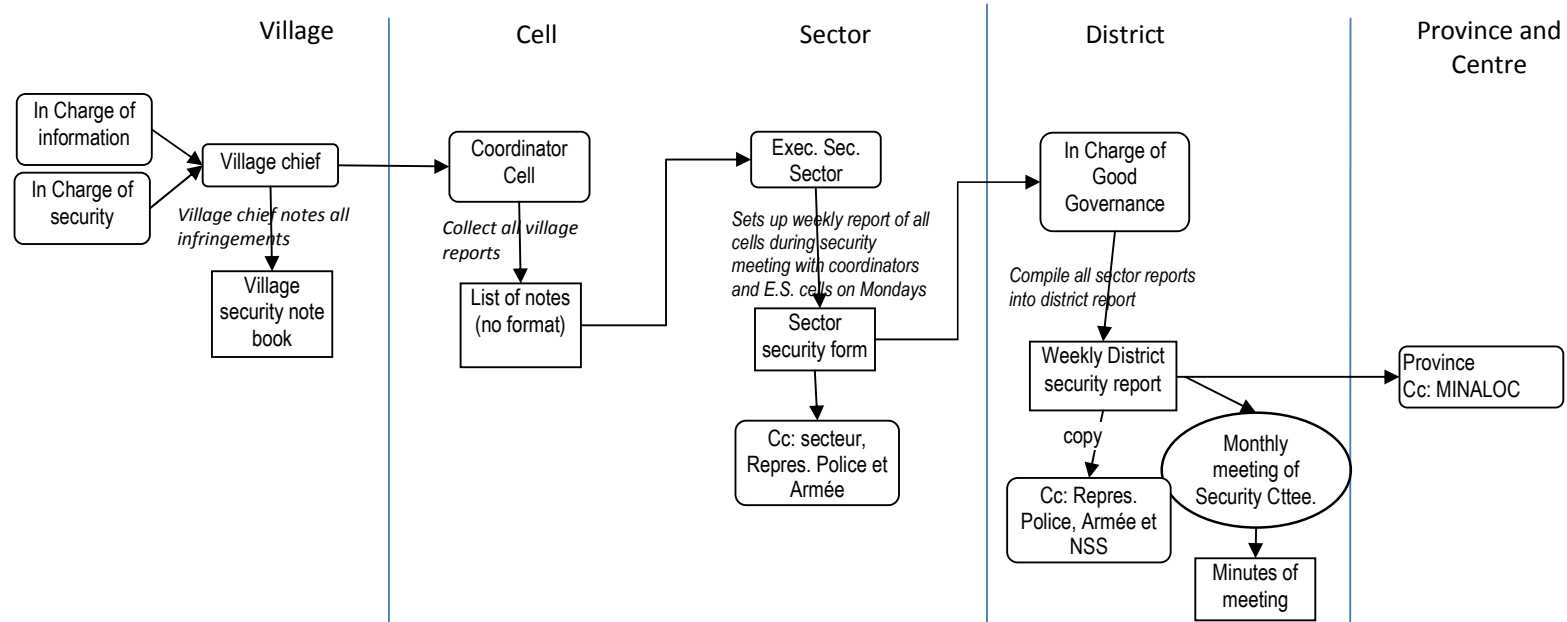 Village
Cell
Sector
District
Province and
Centre
In Charge of
information
In Charge of
security
Village chief
Village chief notes all
infringements
Village
security note
book
Coordinator
Cell
Collect all village
reports
List of notes
(no format)
Exec. Sec.
Sector
Sets up weekly report of all
cells during security
meeting with coordinators
and E.S. cells on Mondays
Sector
security form
Cc: secteur,
Repres. Police et
Armée
In Charge of
Good
Governance
Compile all sector reports
into district report
Weekly District
security report
copy
Cc: Repres.
Police, Armée et
NSS
Monthly
meeting of
Security Cttee.
Minutes of
meeting
Province
Cc: MINALOC